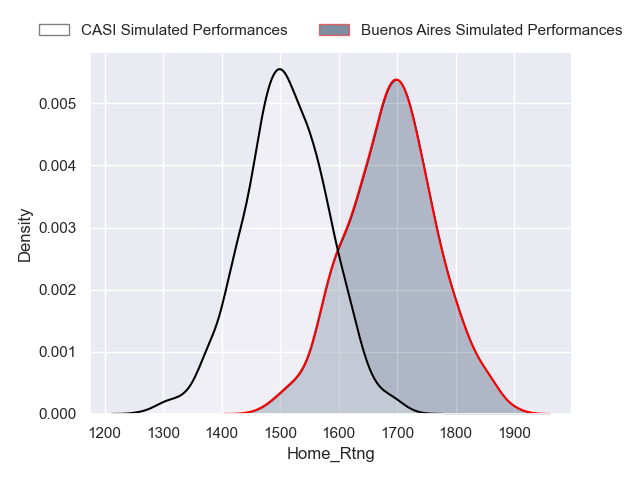 CASI Simulated Performances Buenos Aires Simulated Performances
0.005
0.004
0.003
0.002
0.001
0.000
Density
1200 1300 1400 1500 1600 1700 1800 1900
Home_Rtng